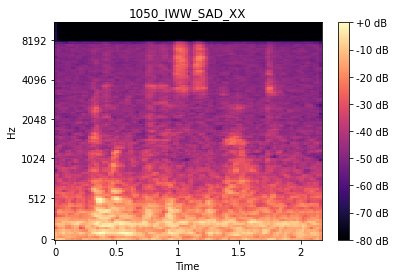 1050_IWW_SAD_XX
+0 dB
8192
-10 dB
4096
-20 dB
-30 dB
2048
Hz
-40 dB
1024
-50 dB
512
-60 dB
-70 dB
0
-80 dB
0 0.5 1 1.5 2
Time